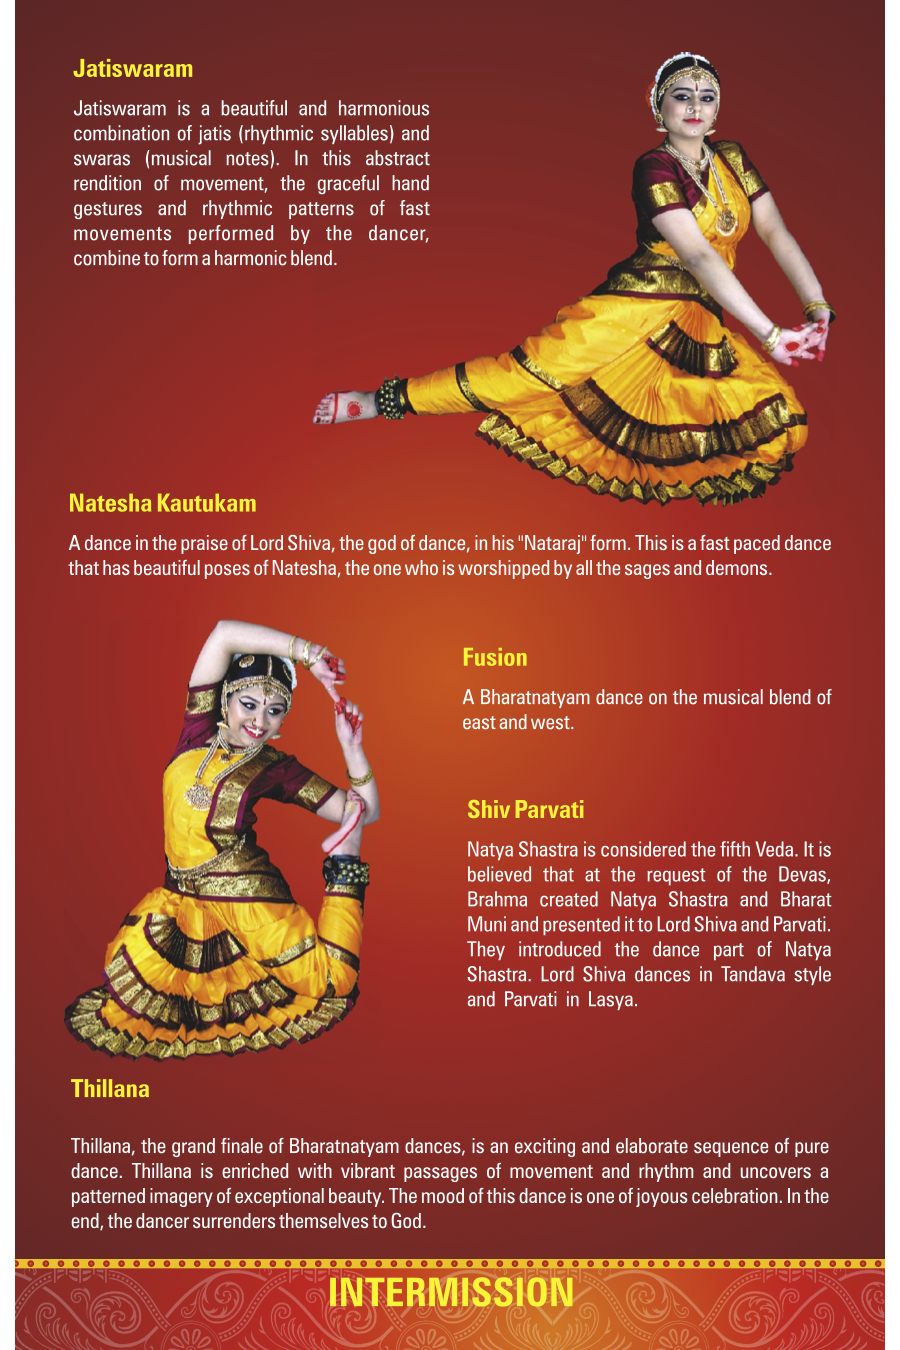 Jatiswaram
Jatiswaram is a beautiful and harmonious
combination of jatis (rhythmic syllables) and
swaras (musical notes). In this abstract
rendition of movement, the graceful hand
gestures and rhythmic patterns of fast
movements performed by the dancer,
combine to form a harmonic blend.
Natesha Kautukam
A dance in the praise of Lord Shiva, the god of dance, in his "Nataraj" form. This is a fast paced dance
that has beautiful poses of Natesha, the one who is worshipped by all the sages and demons.
Fusion
A Bharatnatyam dance on the musical blend of
east and west.
Shiv Parvati
Natya Shastra is considered the fifth Veda. It is
believed that at the request of the Devas,
Brahma created Natya Shastra and Bharat
Muni and presented it to Lord Shiva and Parvati.
They introduced the dance part of Natya
Shastra. Lord Shiva dances in Tandava style
and Parvati in Lasya.
Thillana
Thillana, the grand finale of Bharatnatyam dances, is an exciting and elaborate sequence of pure
dance. Thillana is enriched with vibrant passages of movement and rhythm and uncovers a
patterned imagery of exceptional beauty. The mood of this dance is one of joyous celebration. In the
end, the dancer surrenders themselves to God.
INTERMISSION